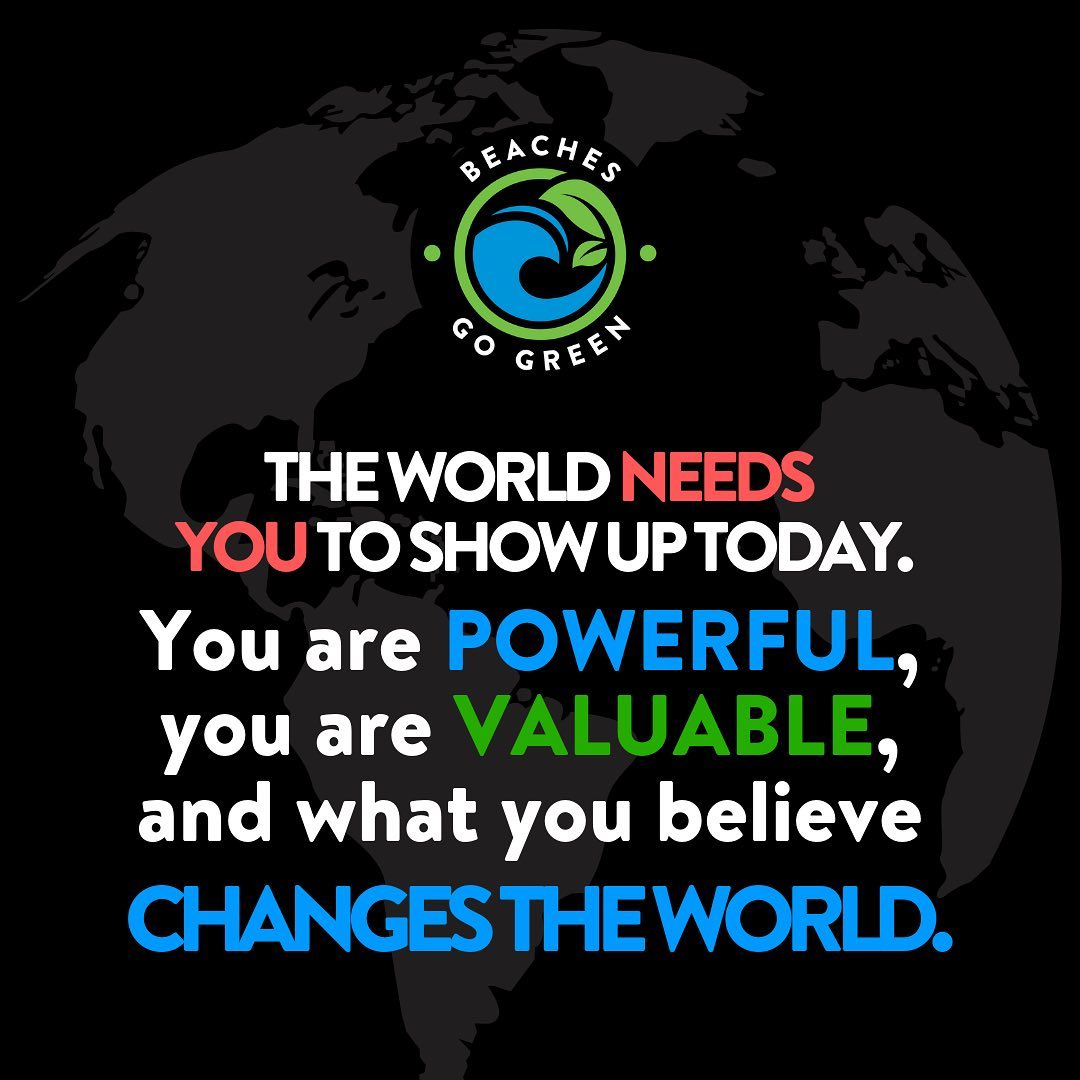 BEACHES
GO GREEN
THE WORLD NEEDS
YOU TO SHOW UP TODAY.
You are POWERFUL,
you are VALUABLE,
and what you believe
CHANGES THE WORLD.